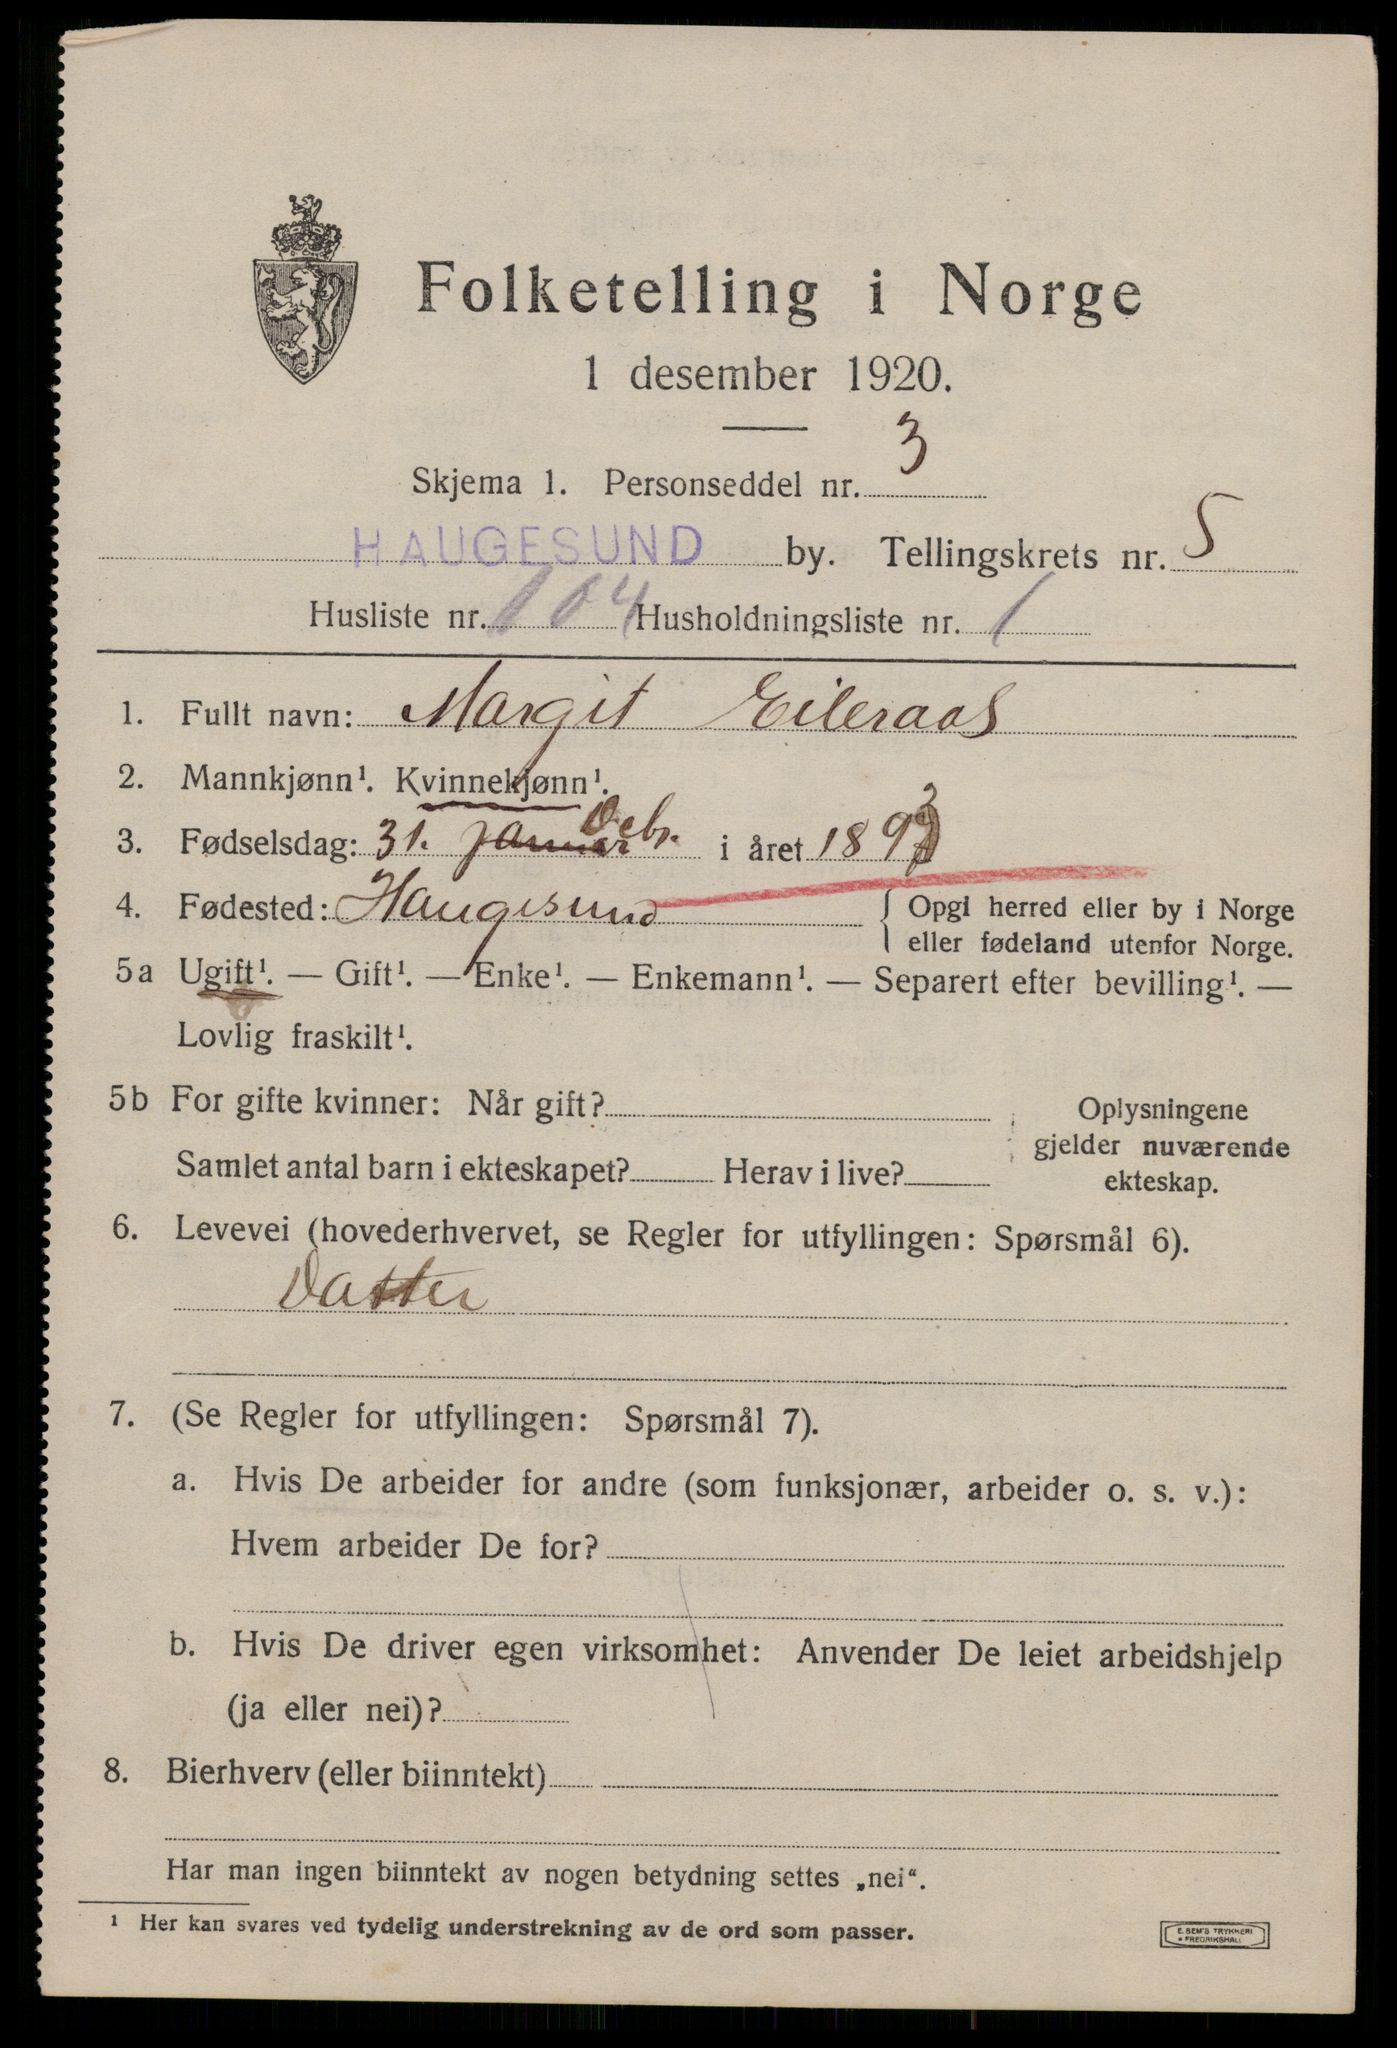 Folketelling i Norge
1 desember 1920.
Skjema 1. Personseddel nr. 3
HAUGESUND by. Tellingskrets nr. 5
Husliste nr. 104 Husholdningsliste nr. 1
1. Fullt navn: Margit Eileraas
2. Mannkjønn¹. Kvinnekjønn¹.
3. Fødselsdag: 31. Januar Debr. i året 1893
4. Fødested: Haugesund { Opgi herred eller by i Norge
eller fødeland utenfor Norge.
5a Ugift¹. — Gift¹. — Enke¹. — Enkemann¹. — Separert efter bevilling¹. —
Lovlig fraskilt¹.
5b For gifte kvinner: Når gift? Oplysningene
gjelder nuværende
Samlet antal barn i ekteskapet? Herav i live? ekteskap.
6. Levevei (hovederhvervet, se Regler for utfyllingen: Spørsmål 6).
Datter
7. (Se Regler for utfyllingen: Spørsmål 7).
a. Hvis De arbeider for andre (som funksjonær, arbeider o. s. v.):
Hvem arbeider De for?
b. Hvis De driver egen virksomhet: Anvender De leiet arbeidshjelp
(ja eller nei)?
8. Bierhverv (eller biinntekt)
Har man ingen biinntekt av nogen betydning settes „nei“.
¹ Her kan svares ved tydelig understrekning av de ord som passer.
E. SEM'S TRYKKERI
FREDRIKSHALL